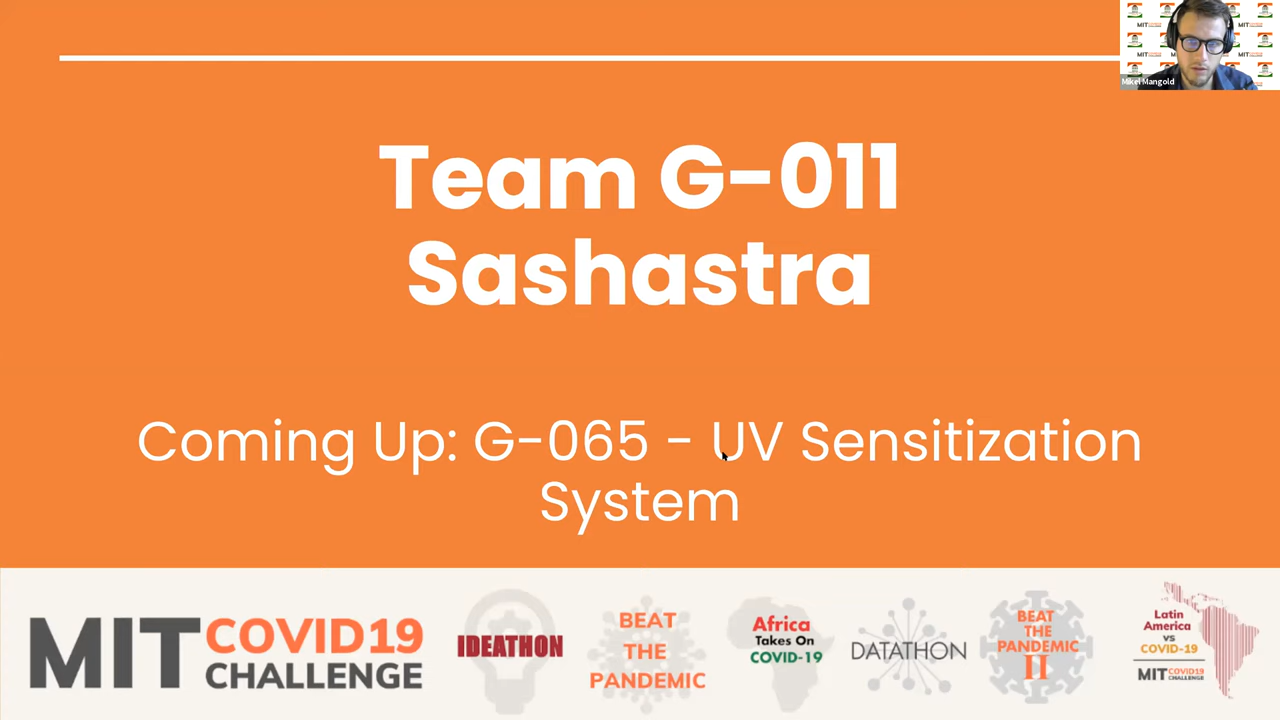 Mikel Mangold
Team G-011
Sashastra
Coming Up: G-065 - UV Sensitization
System
MIT COVID19
CHALLENGE
IDEATHON
BEAT
THE
PANDEMIC
Africa
Takes On
COVID-19
DATATHON
BEAT
THE
PANDEMIC
II
Latin
America
vs
COVID-19
MIT COVID19
CHALLENGE